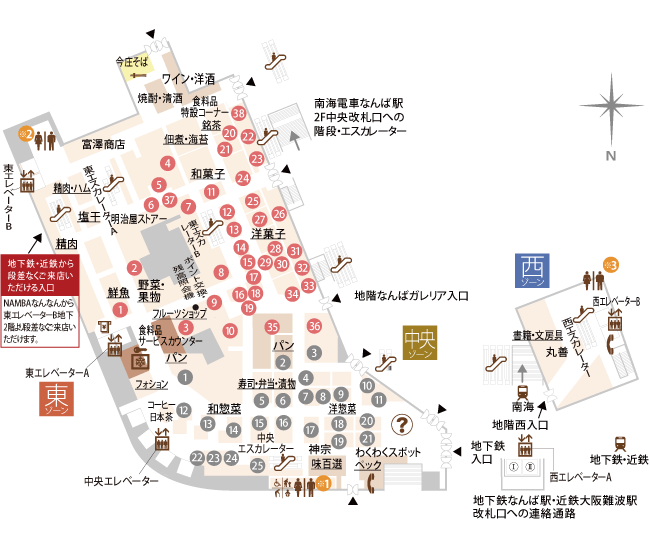 今庄そば
ワイン・洋酒
焼酎・清酒
食料品
特設コーナー
銘茶
佃煮・海苔
38
20
22
21
23
南海電車なんば駅
2F中央改札口への
階段・エスカレーター
N
※2
富澤商店
東エレベーターB
精肉・ハム
東エスカレーターA
塩干
明治屋ストアー
精肉
4
5
6
37
7
和菓子
11
24
25
12
27
26
13
洋菓子
東エスカレーターB
14
28
31
15
29
30
32
17
33
16
18
34
19
地下鉄・近鉄から
段差なくご来店い
ただける入口
NAMBAなんなんから
東エレベーターB地下
2階より段差なくご来店い
ただけます。
2
鮮魚
野菜・
果物
1
8
9
ポイント交換・
残高照会機
フルーツショップ
3
10
35
36
食料品
サービスカウンター
パン
フォション
東エレベーターA
東
ゾーン
地階なんばガレリア入口
中央
ゾーン
西
ゾーン
パン
2
3
1
寿司・弁当・漬物
4
10
5
6
7
8
9
11
コーヒー
日本茶
12
和惣菜
洋惣菜
13
14
15
16
17
18
20
19
21
中央
エスカレーター
22
23
24
25
中央エレベーター
神宗
味百選
わくわくスポット
ヘック
?
※1
※3
西エレベーターB
西エスカレーター
書籍・文房具
丸善
南海
地階西入口
地下鉄
入口
Ⅰ
Ⅱ
西エレベーターA
地下鉄・近鉄
地下鉄なんば駅・近鉄大阪難波駅
改札口への連絡通路